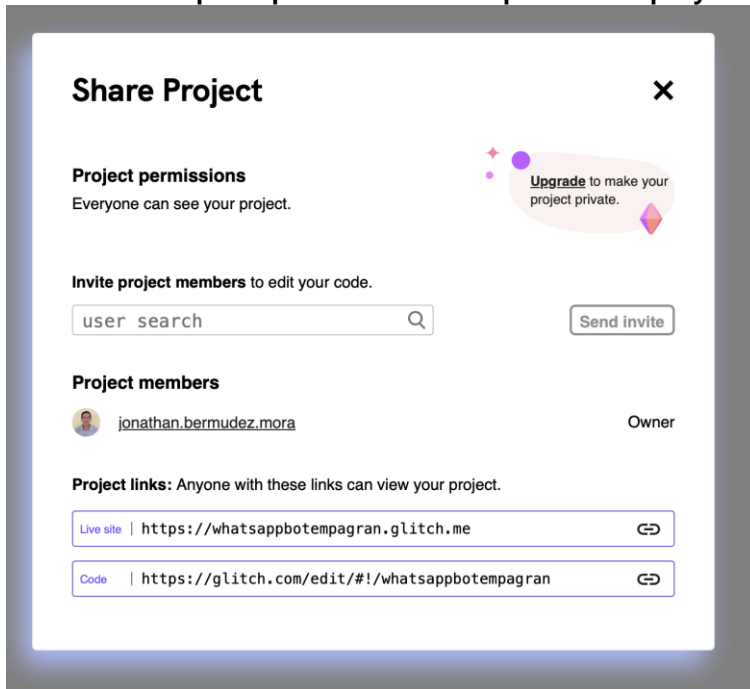 Share Project
Project permissions
Everyone can see your project.
Upgrade to make your
project private.
Invite project members to edit your code.
user search
Send invite
Project members
jonathan.bermudez.mora
Owner
Project links: Anyone with these links can view your project.
Live site | https://whatsappbotempagran.glitch.me
Code | https://glitch.com/edit/#!/whatsappbotempagran